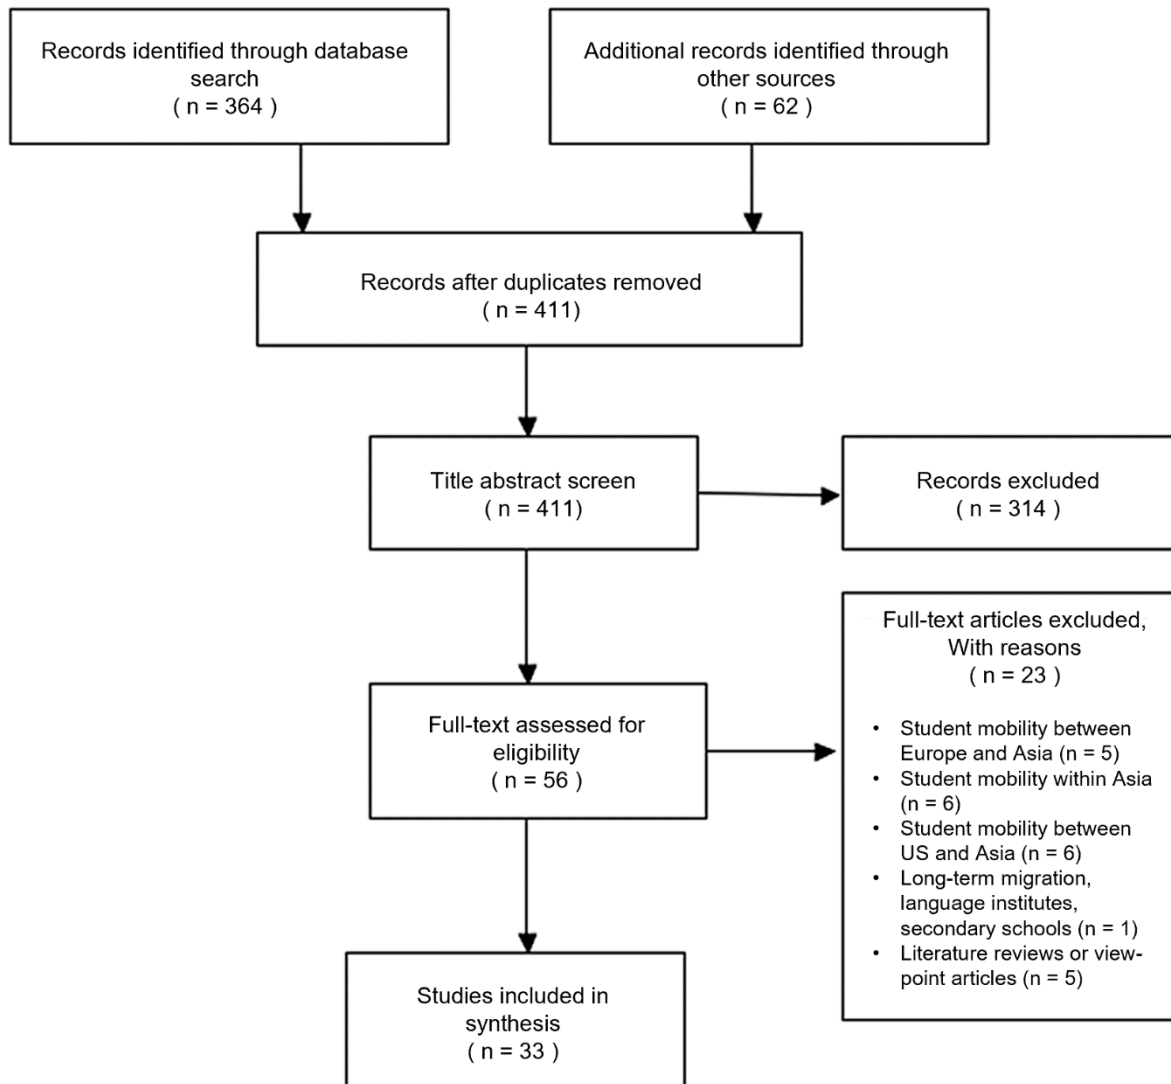 Records identified through database
search
( n = 364 )
Additional records identified through
other sources
( n = 62 )
Records after duplicates removed
( n = 411)
Title abstract screen
( n = 411)
Records excluded
( n = 314 )
Full-text assessed for
eligibility
( n = 56 )
Full-text articles excluded,
With reasons
( n = 23 )
• Student mobility between
Europe and Asia (n = 5)
• Student mobility within Asia
(n = 6)
• Student mobility between
US and Asia (n = 6)
• Long-term migration,
language institutes,
secondary schools (n = 1)
• Literature reviews or view-
point articles (n = 5)
Studies included in
synthesis
( n = 33 )